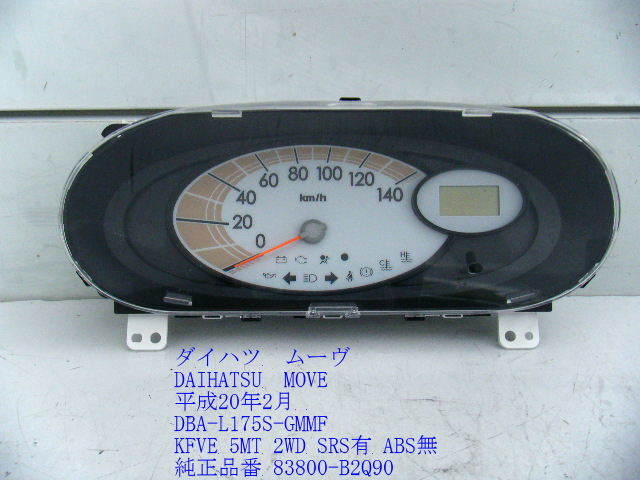 0 20 40 60 80 100 120 140
km/h
ダイハツ　ムーヴ
DAIHATSU　MOVE
平成20年2月
DBA-L175S-GMMF
KFVE 5MT 2WD SRS有 ABS無
純正品番 83800-B2Q90